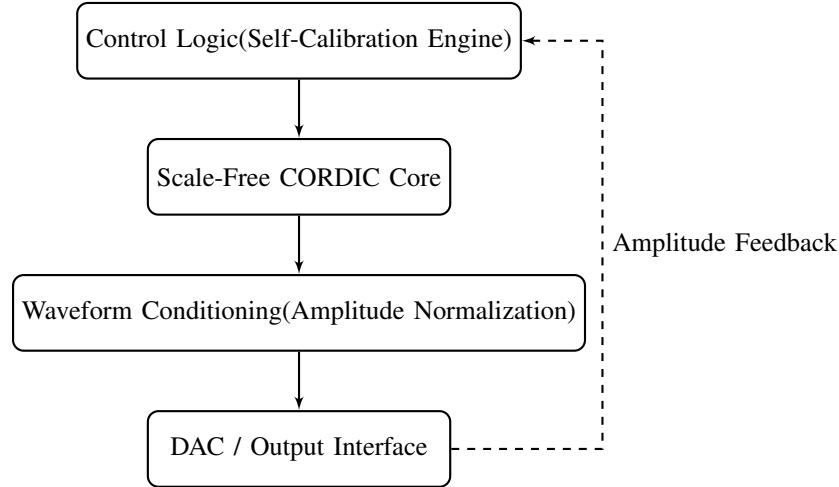 Control Logic(Self-Calibration Engine)
Scale-Free CORDIC Core
Amplitude Feedback
Waveform Conditioning(Amplitude Normalization)
DAC / Output Interface